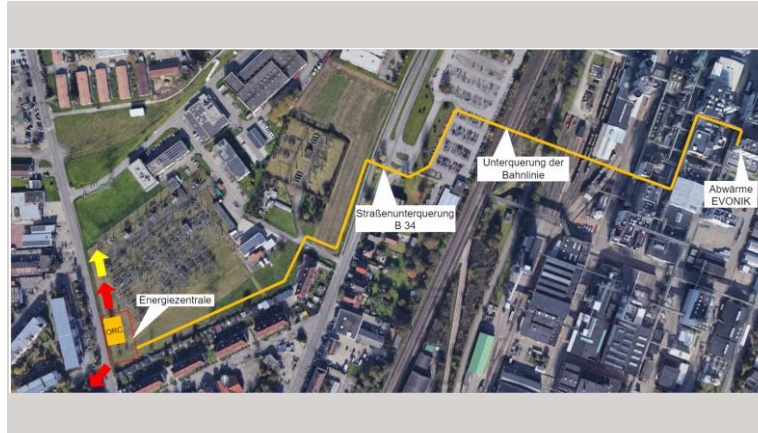 Unterquerung der
Bahnlinie
Abwärme
EVONIK
Straßenunterquerung
B 34
Energiezentrale
ORC